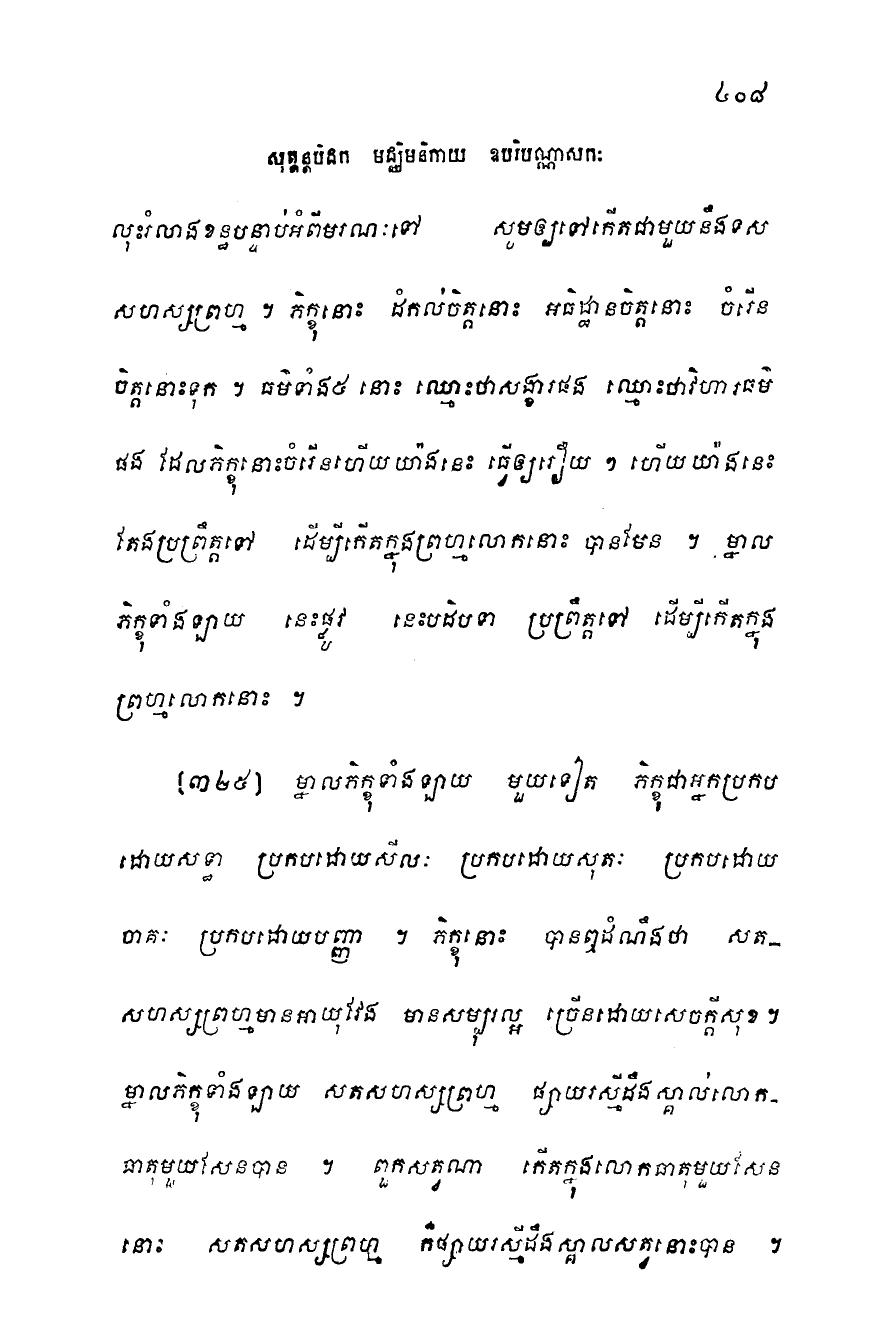 ៤០៨
សុត្តន្តបិដក មជ្ឈិមនិកាយ ឧបរិបណ្ណាសកៈ
លុះរំលាងខន្ធបន្ទាប់អំពីមរណៈទៅ សូមឲ្យទៅកើតជាមួយនឹងទស
សហស្សព្រហ្ម ។ ភិក្ខុនោះ ដំកល់ចិត្តនោះ អធិដ្ឋានចិត្តនោះ ចំរើន
ចិត្តនោះទុក ។ ធម៌ទាំង៥ នោះ ឈ្មោះថាសង្ខារផង ឈ្មោះថាវិហារធម៌
ផង ដែលភិក្ខុនោះចំរើនហើយយ៉ាងនេះ ធ្វើឲ្យរឿយ ៗ ហើយយ៉ាងនេះ
តែងប្រព្រឹត្តទៅ ដើម្បីកើតក្នុងព្រហ្មលោកនោះ បានមែន ។ ម្នាល
ភិក្ខុទាំងឡាយ នេះផ្លូវ នេះបដិបទា ប្រព្រឹត្តទៅ ដើម្បីកើតក្នុង
ព្រហ្មលោកនោះ ។
[៣២៥] ម្នាលភិក្ខុទាំងឡាយ មួយទៀត ភិក្ខុជាអ្នកប្រកប
ដោយសទ្ធា ប្រកបដោយសីលៈ ប្រកបដោយសុតៈ ប្រកបដោយ
ចាគៈ ប្រកបដោយបញ្ញា ។ ភិក្ខុនោះ បានឮដំណឹងថា សត-
សហស្សព្រហ្មមានអាយុវែង មានសម្បុរល្អ ច្រើនដោយសេចក្តីសុខ ។
ម្នាលភិក្ខុទាំងឡាយ សតសហស្សព្រហ្ម ផ្សាយរស្មីដឹងស្គាល់លោក-
ធាតុមួយសែនបាន ។ ពួកសត្វណា កើតក្នុងលោកធាតុមួយសែន
នោះ សតសហស្សព្រហ្ម ក៏ផ្សាយរស្មីដឹងស្គាលសត្វនោះបាន ។